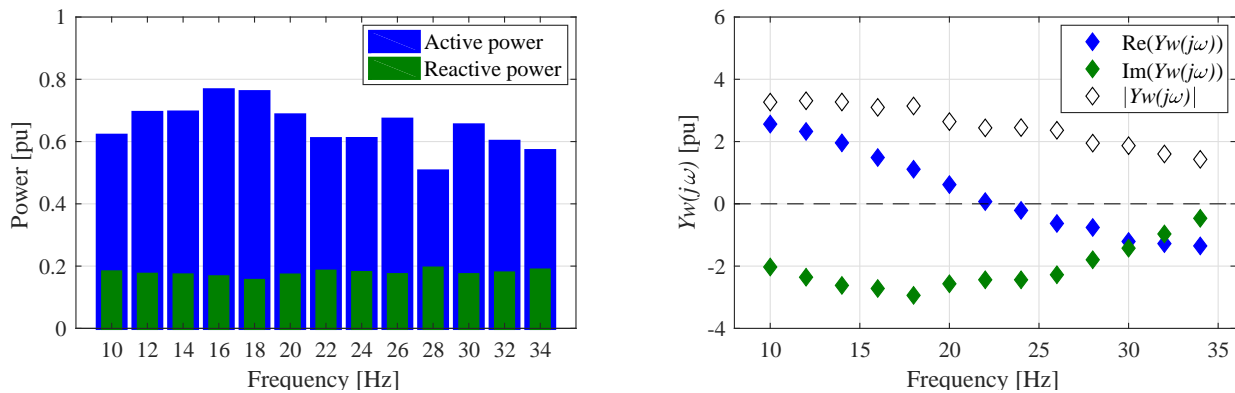 1
0.8
0.6
0.4
0.2
0
Power [pu]
Active power
Reactive power
10 12 14 16 18 20 22 24 26 28 30 32 34
Frequency [Hz]
6
4
2
0
-2
-4
Yw(jω) [pu]
Re(Yw(jω))
Im(Yw(jω))
|Yw(jω)|
10 15 20 25 30 35
Frequency [Hz]